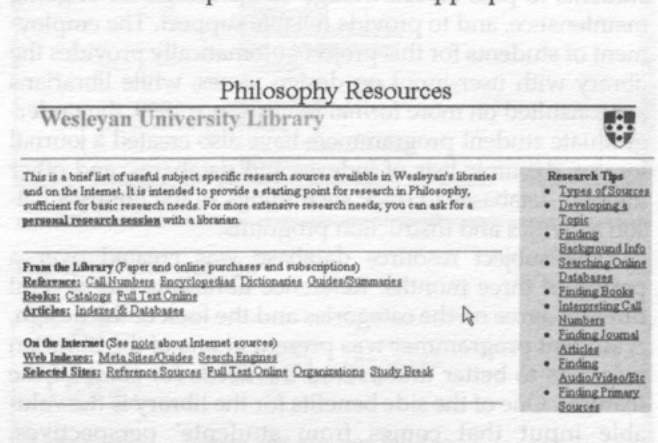 Philosophy Resources
Wesleyan University Library
This is a brief list of useful subject specific research sources available in Wesleyan's libraries
and on the Internet. It is intended to provide a starting point for research in Philosophy,
sufficient for basic research needs. For more extensive research needs, you can ask for a
personal research session with a librarian.
From the Library (Paper and online purchases and subscriptions)
Reference: Call Numbers Encyclopedias Dictionaries Guides/Summaries
Books: Catalogs Full Text Online
Articles: Indexes & Databases
On the Internet (See note about Internet sources)
Web Indexes: Meta Sites/Guides Search Engines
Selected Sites: Reference Sources Full Text Online Organizations Study Break
Research Tips
Types of Sources
Developing a
Topic
Finding
Background Info
Searching Online
Databases
Finding Books
Interpreting Call
Numbers
Finding Journal
Articles
Finding
Audio/Video/Etc
Finding Primary
Sources